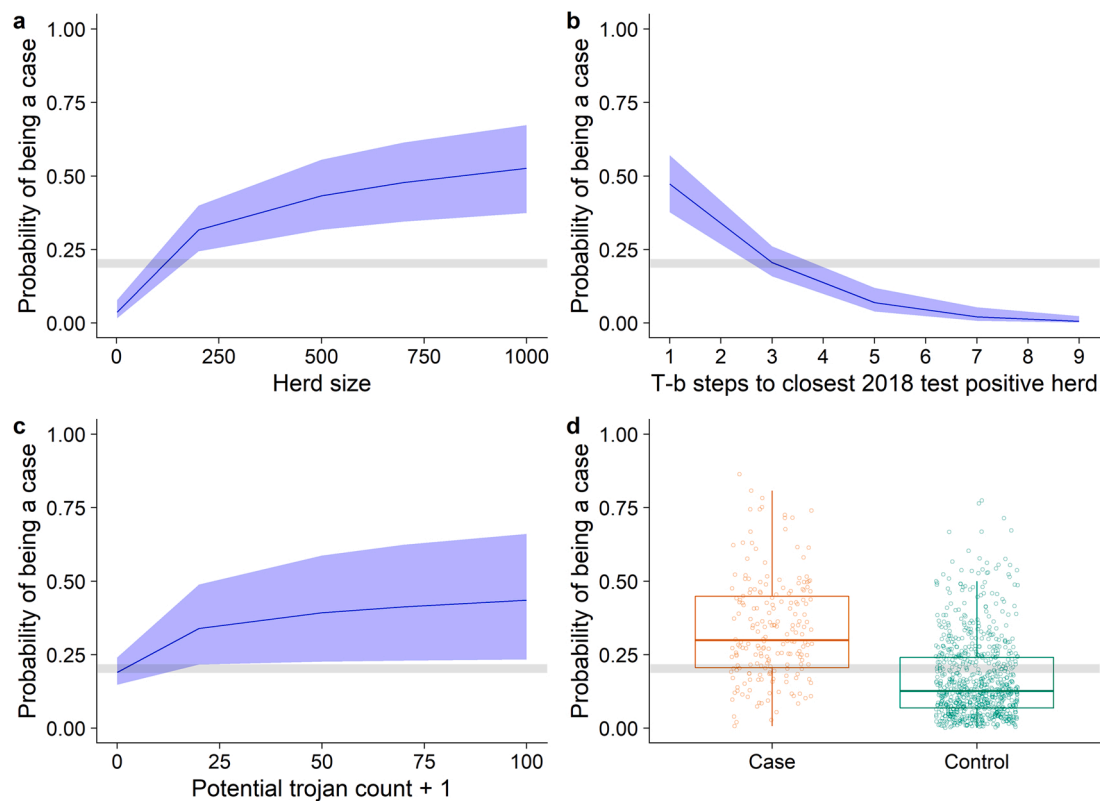 a
1.00
0.75
0.50
0.25
0.00
Probability of being a case
0 250 500 750 1000
Herd size
b
1.00
0.75
0.50
0.25
0.00
Probability of being a case
1 2 3 4 5 6 7 8 9
T-b steps to closest 2018 test positive herd
c
1.00
0.75
0.50
0.25
0.00
Probability of being a case
0 25 50 75 100
Potential trojan count + 1
d
1.00
0.75
0.50
0.25
0.00
Probability of being a case
Case Control